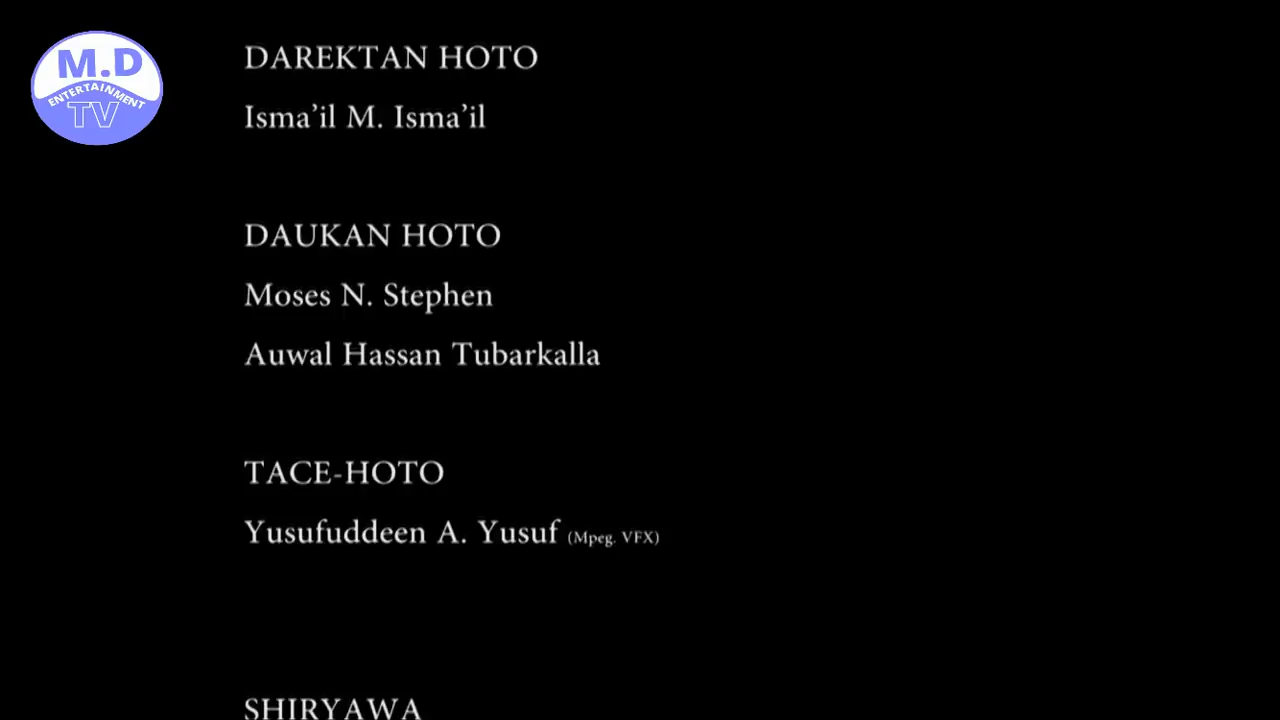 M.D
ENTERTAINMENT
TV
DAREKTAN HOTO
Isma’il M. Isma’il
DAUKAN HOTO
Moses N. Stephen
Auwal Hassan Tubarkalla
TACE-HOTO
Yusufuddeen A. Yusuf (Mpeg. VFX)
SHIRYAWA